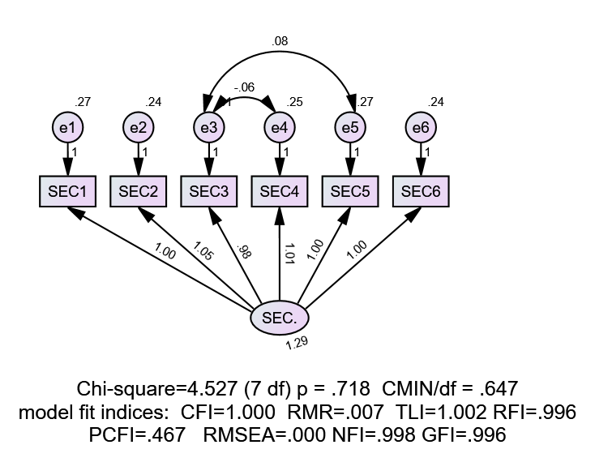 .08
-.06
.27 .24 1 .25 .27 .24
e1 e2 e3 e4 e5 e6
1 1 1 1 1 1
SEC1 SEC2 SEC3 SEC4 SEC5 SEC6
1.00 1.05 .98 1.01 1.00 1.00
SEC.
1.29
Chi-square=4.527 (7 df) p = .718 CMIN/df = .647
model fit indices: CFI=1.000 RMR=.007 TLI=1.002 RFI=.996
PCFI=.467 RMSEA=.000 NFI=.998 GFI=.996